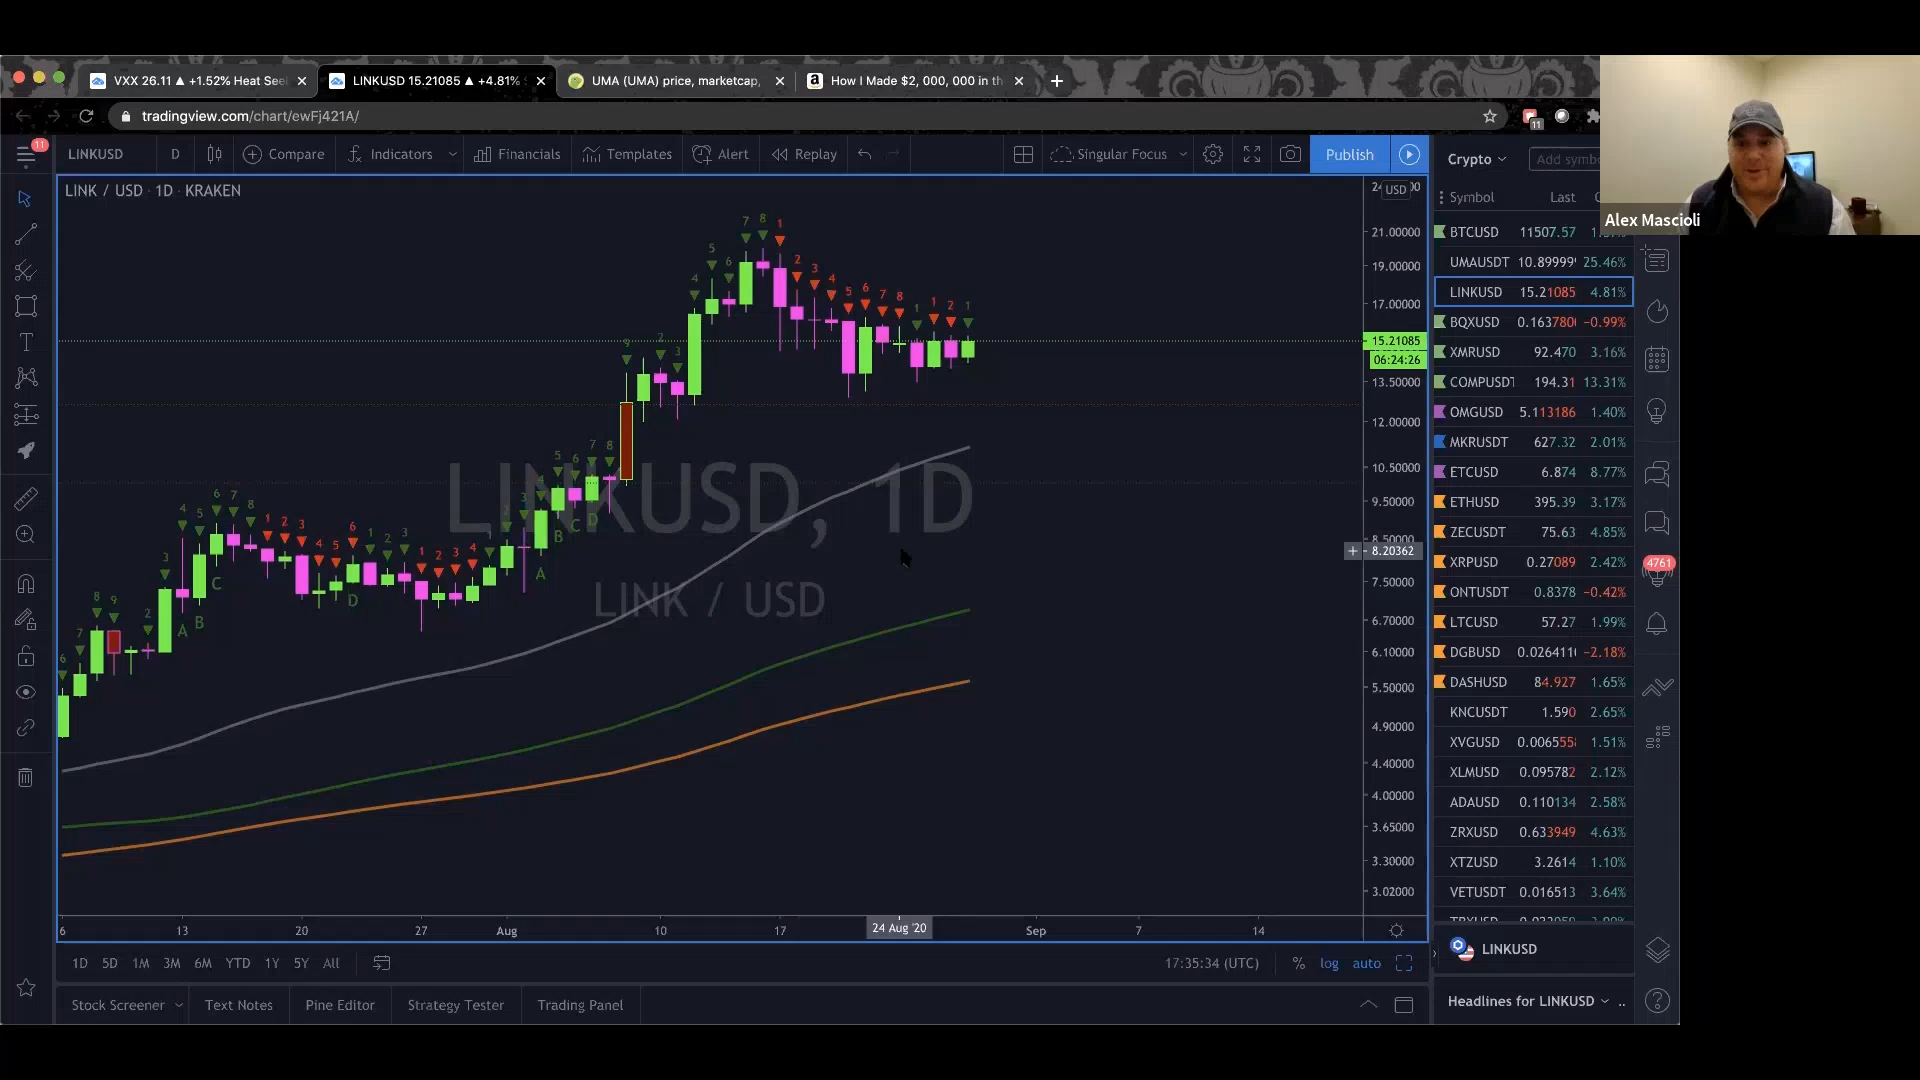 VXX 26.11 ▲ +1.52% Heat See
LINKUSD 15.21085 ▲ +4.81%
UMA (UMA) price, marketcap,
How I Made $2, 000, 000 in th
tradingview.com/chart/ewFj421A/
11
11
LINKUSD
D
Compare
Indicators
Financials
Templates
Alert
Replay
Singular Focus
Publish
Crypto
Add symbo
LINK / USD · 1D · KRAKEN
USD
Symbol Last
Alex Mascioli
BTCUSD 11507.57
UMAUSDT 10.89999 25.46%
LINKUSD 15.21085 4.81%
BQXUSD 0.163780 −0.99%
XMRUSD 92.470 3.16%
COMPUSDT 194.31 13.31%
OMGUSD 5.113186 1.40%
MKRUSDT 627.32 2.01%
ETCUSD 6.874 8.77%
ETHUSD 395.39 3.17%
ZECUSDT 75.63 4.85%
XRPUSD 0.27089 2.42%
ONTUSDT 0.8378 −0.42%
LTCUSD 57.27 1.99%
DGBUSD 0.026411 −2.18%
DASHUSD 84.927 1.65%
KNCUSDT 1.590 2.65%
XVGUSD 0.006555 1.51%
XLMUSD 0.095782 2.12%
ADAUSD 0.110134 2.58%
ZRXUSD 0.633949 4.63%
XTZUSD 3.2614 1.10%
VETUSDT 0.016513 3.64%
4761
LINKUSD
Headlines for LINKUSD
21.00000
19.00000
17.00000
15.21085
06:24:26
13.50000
12.00000
10.50000
9.50000
8.50000
8.20362
7.50000
6.70000
6.10000
5.50000
4.90000
4.40000
4.00000
3.65000
3.30000
3.02000
LINKUSD, 1D
LINK / USD
6 13 20 27 Aug 10 17 24 Aug '20 Sep 7 14
1D 5D 1M 3M 6M YTD 1Y 5Y All
17:35:34 (UTC) % log auto
Stock Screener
Text Notes
Pine Editor
Strategy Tester
Trading Panel